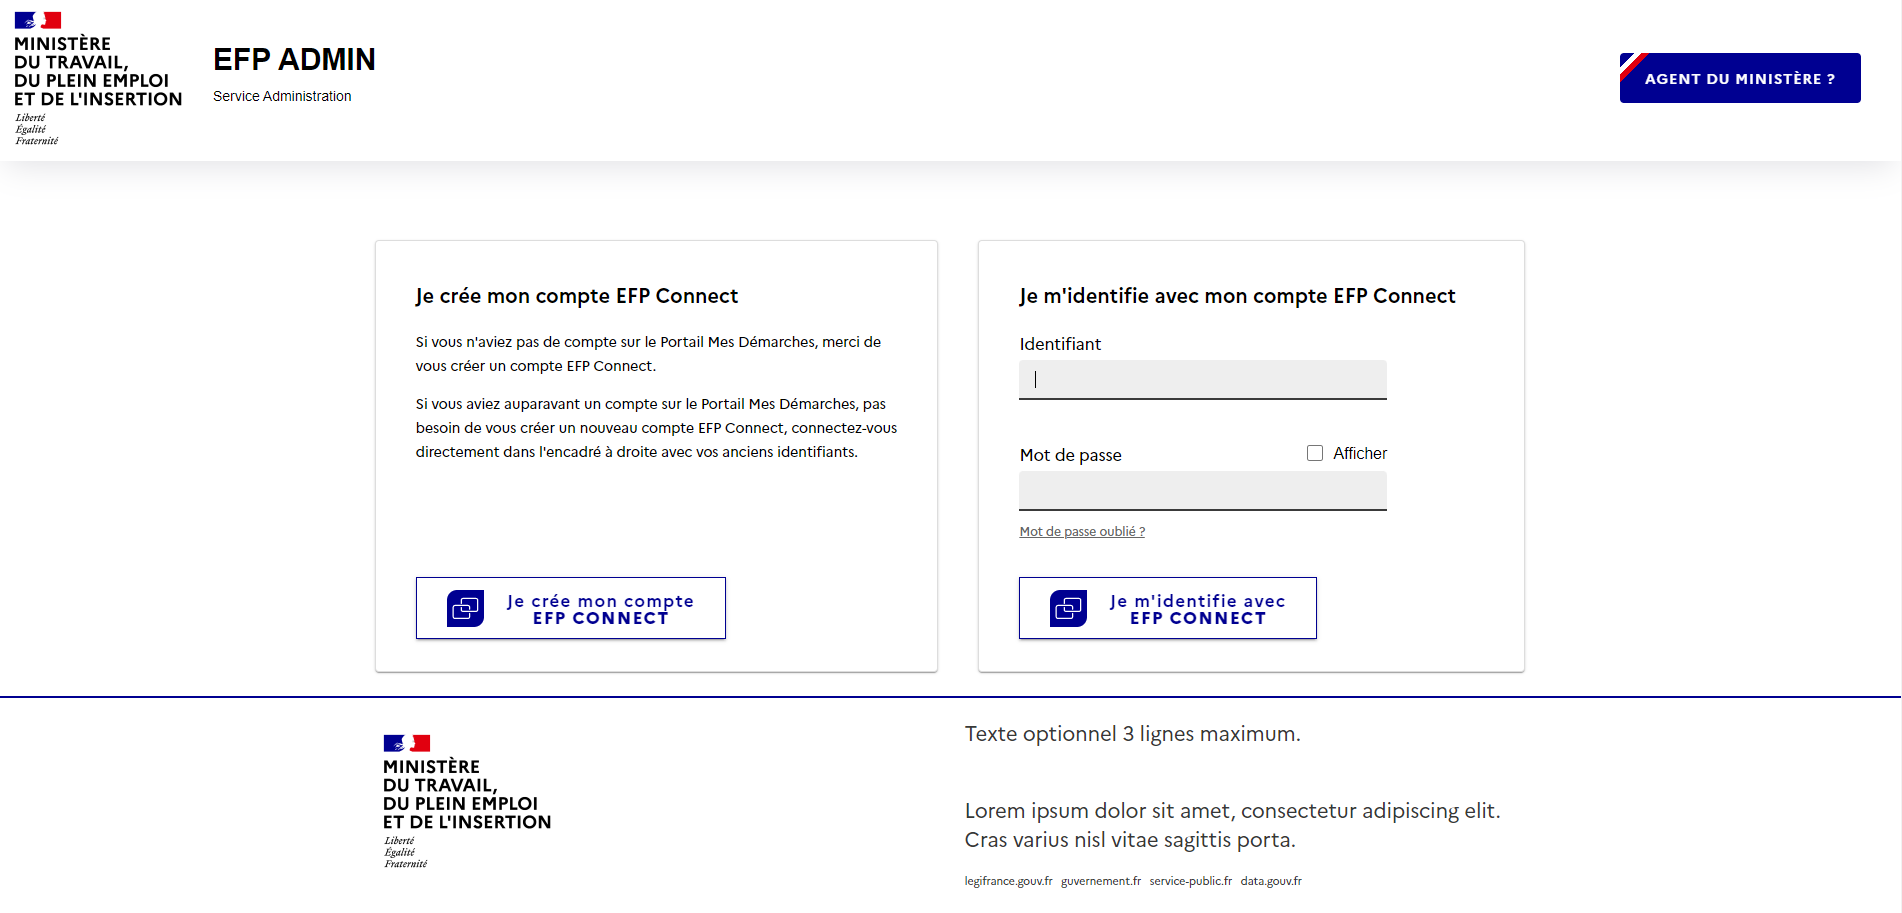 MINISTÈRE
DU TRAVAIL,
DU PLEIN EMPLOI
ET DE L'INSERTION
Liberté
Égalité
Fraternité
EFP ADMIN
Service Administration
AGENT DU MINISTÈRE ?
Je crée mon compte EFP Connect
Si vous n'aviez pas de compte sur le Portail Mes Démarches, merci de
vous créer un compte EFP Connect.
Si vous aviez auparavant un compte sur le Portail Mes Démarches, pas
besoin de vous créer un nouveau compte EFP Connect, connectez-vous
directement dans l'encadré à droite avec vos anciens identifiants.
Je crée mon compte
EFP CONNECT
Je m'identifie avec mon compte EFP Connect
Identifiant
Mot de passe
Afficher
Mot de passe oublié ?
Je m'identifie avec
EFP CONNECT
MINISTÈRE
DU TRAVAIL,
DU PLEIN EMPLOI
ET DE L'INSERTION
Liberté
Égalité
Fraternité
Texte optionnel 3 lignes maximum.
Lorem ipsum dolor sit amet, consectetur adipiscing elit.
Cras varius nisl vitae sagittis porta.
legifrance.gouv.fr guvernement.fr service-public.fr data.gouv.fr